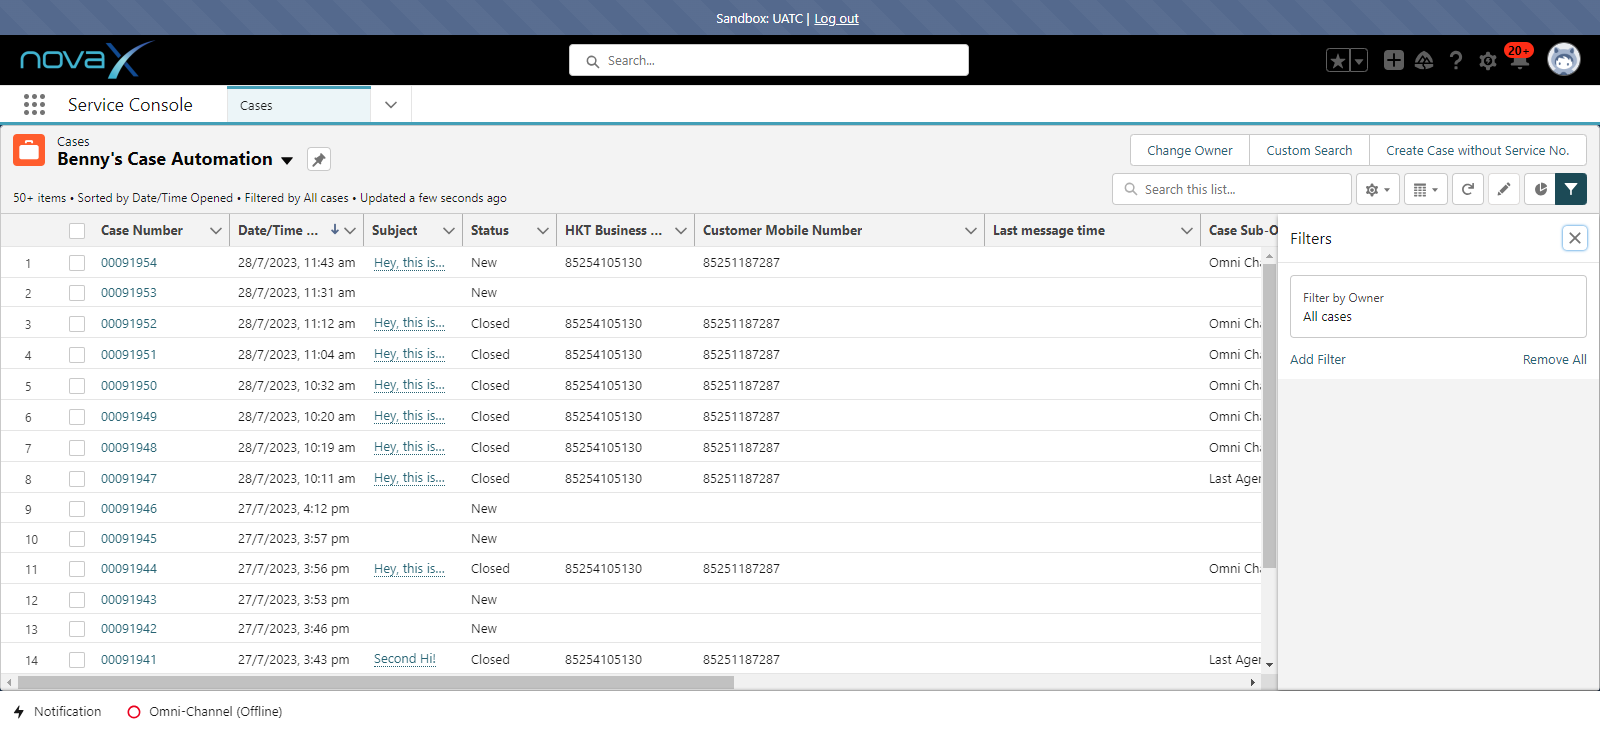 Sandbox: UATC | Log out
novax
Search...
20+
Service Console
Cases
Cases
Benny's Case Automation
Change Owner
Custom Search
Create Case without Service No.
50+ items • Sorted by Date/Time Opened • Filtered by All cases • Updated a few seconds ago
Search this list...
Case Number Date/Time ... Subject Status HKT Business ... Customer Mobile Number Last message time Case Sub-O
1 00091954 28/7/2023, 11:43 am Hey, this is... New 85254105130 85251187287 Omni Cha
2 00091953 28/7/2023, 11:31 am New
3 00091952 28/7/2023, 11:12 am Hey, this is... Closed 85254105130 85251187287 Omni Cha
4 00091951 28/7/2023, 11:04 am Hey, this is... Closed 85254105130 85251187287 Omni Cha
5 00091950 28/7/2023, 10:32 am Hey, this is... Closed 85254105130 85251187287 Omni Cha
6 00091949 28/7/2023, 10:20 am Hey, this is... Closed 85254105130 85251187287 Omni Cha
7 00091948 28/7/2023, 10:19 am Hey, this is... Closed 85254105130 85251187287 Omni Cha
8 00091947 28/7/2023, 10:11 am Hey, this is... Closed 85254105130 85251187287 Last Agen
9 00091946 27/7/2023, 4:12 pm New
10 00091945 27/7/2023, 3:57 pm New
11 00091944 27/7/2023, 3:56 pm Hey, this is... Closed 85254105130 85251187287 Omni Cha
12 00091943 27/7/2023, 3:53 pm New
13 00091942 27/7/2023, 3:46 pm New
14 00091941 27/7/2023, 3:43 pm Second Hi! Closed 85254105130 85251187287 Last Agen
Filters
Filter by Owner
All cases
Add Filter
Remove All
Notification
Omni-Channel (Offline)